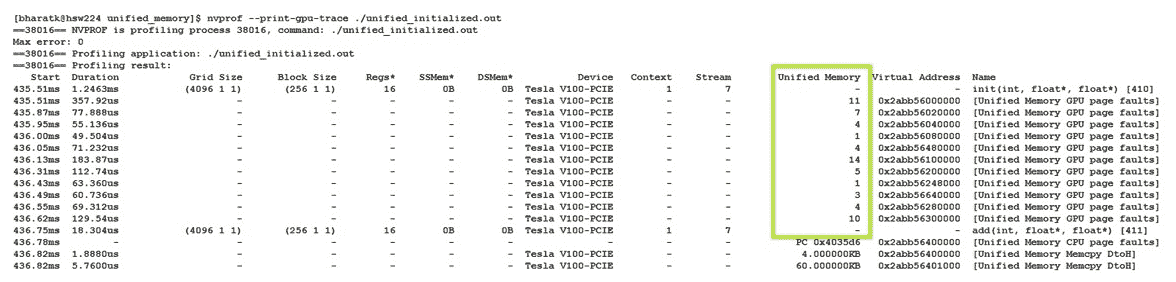 [bharatk@hsw224 unified_memory]$ nvprof --print-gpu-trace ./unified_initialized.out
==38016== NVPROF is profiling process 38016, command: ./unified_initialized.out
Max error: 0
==38016== Profiling application: ./unified_initialized.out
==38016== Profiling result:
Start Duration Grid Size Block Size Regs* SSMem* DSMem* Device Context Stream Unified Memory Virtual Address Name
435.51ms 1.2463ms (4096 1 1) (256 1 1) 16 0B 0B Tesla V100-PCIE 1 7 - - init(int, float*, float*) [410]
435.51ms 357.92us - - - - - Tesla V100-PCIE - - 11 0x2abb56000000 [Unified Memory GPU page faults]
435.87ms 77.888us - - - - - Tesla V100-PCIE - - 7 0x2abb56020000 [Unified Memory GPU page faults]
435.95ms 55.136us - - - - - Tesla V100-PCIE - - 4 0x2abb56040000 [Unified Memory GPU page faults]
436.00ms 49.504us - - - - - Tesla V100-PCIE - - 1 0x2abb56080000 [Unified Memory GPU page faults]
436.05ms 71.232us - - - - - Tesla V100-PCIE - - 4 0x2abb56480000 [Unified Memory GPU page faults]
436.13ms 183.87us - - - - - Tesla V100-PCIE - - 14 0x2abb56100000 [Unified Memory GPU page faults]
436.31ms 112.74us - - - - - Tesla V100-PCIE - - 5 0x2abb56200000 [Unified Memory GPU page faults]
436.43ms 63.360us - - - - - Tesla V100-PCIE - - 1 0x2abb56248000 [Unified Memory GPU page faults]
436.49ms 60.736us - - - - - Tesla V100-PCIE - - 3 0x2abb56640000 [Unified Memory GPU page faults]
436.55ms 69.312us - - - - - Tesla V100-PCIE - - 4 0x2abb56280000 [Unified Memory GPU page faults]
436.62ms 129.54us - - - - - Tesla V100-PCIE - - 10 0x2abb56300000 [Unified Memory GPU page faults]
436.75ms 18.304us (4096 1 1) (256 1 1) 16 0B 0B Tesla V100-PCIE 1 7 - - add(int, float*, float*) [411]
436.78ms - - - - - - - - - PC 0x4035d6 0x2abb56400000 [Unified Memory CPU page faults]
436.82ms 1.8880us - - - - - Tesla V100-PCIE - - 4.000000KB 0x2abb56400000 [Unified Memory Memcpy DtoH]
436.82ms 5.7600us - - - - - Tesla V100-PCIE - - 60.000000KB 0x2abb56401000 [Unified Memory Memcpy DtoH]